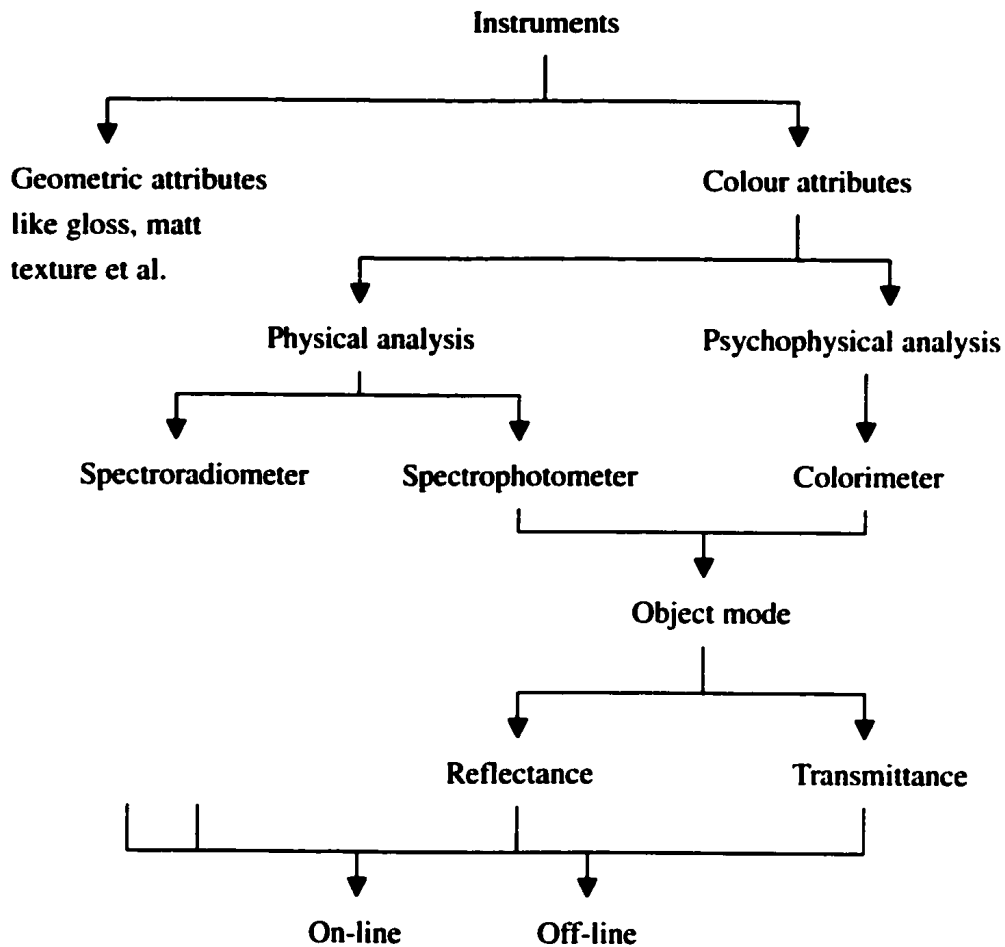 Instruments
Geometric attributes
like gloss, matt
texture et al.
Colour attributes
Physical analysis
Psychophysical analysis
Spectroradiometer
Spectrophotometer
Colorimeter
Object mode
Reflectance
Transmittance
On-line
Off-line